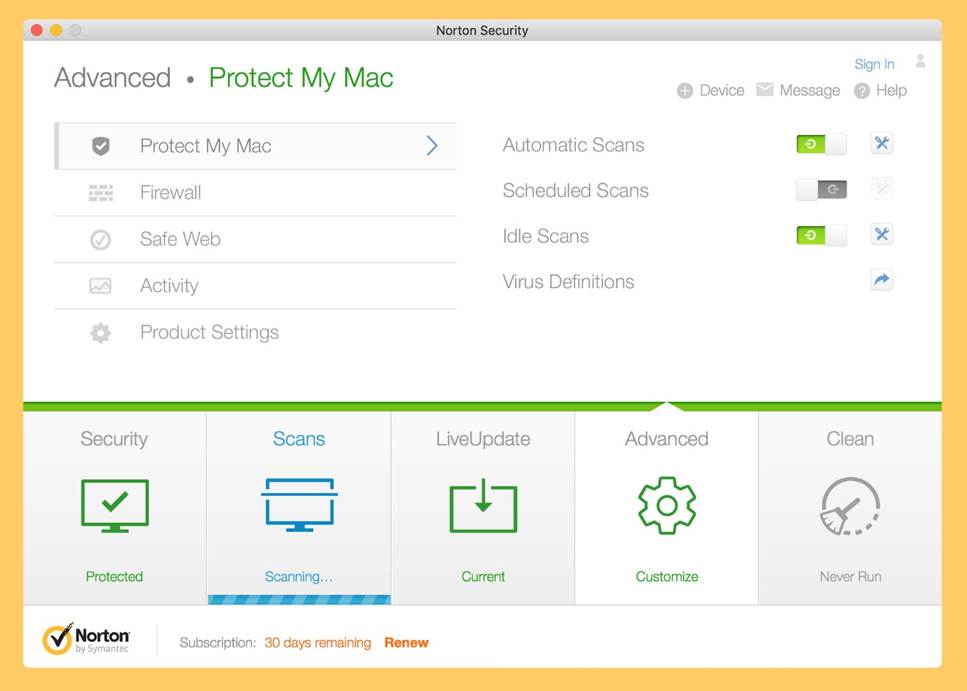 Norton Security
Advanced • Protect My Mac
Sign In
Device Message Help
Protect My Mac
Firewall
Safe Web
Activity
Product Settings
Automatic Scans
Scheduled Scans
Idle Scans
Virus Definitions
Security
Protected
Scans
Scanning...
LiveUpdate
Current
Advanced
Customize
Clean
Never Run
Norton
by Symantec
Subscription: 30 days remaining Renew